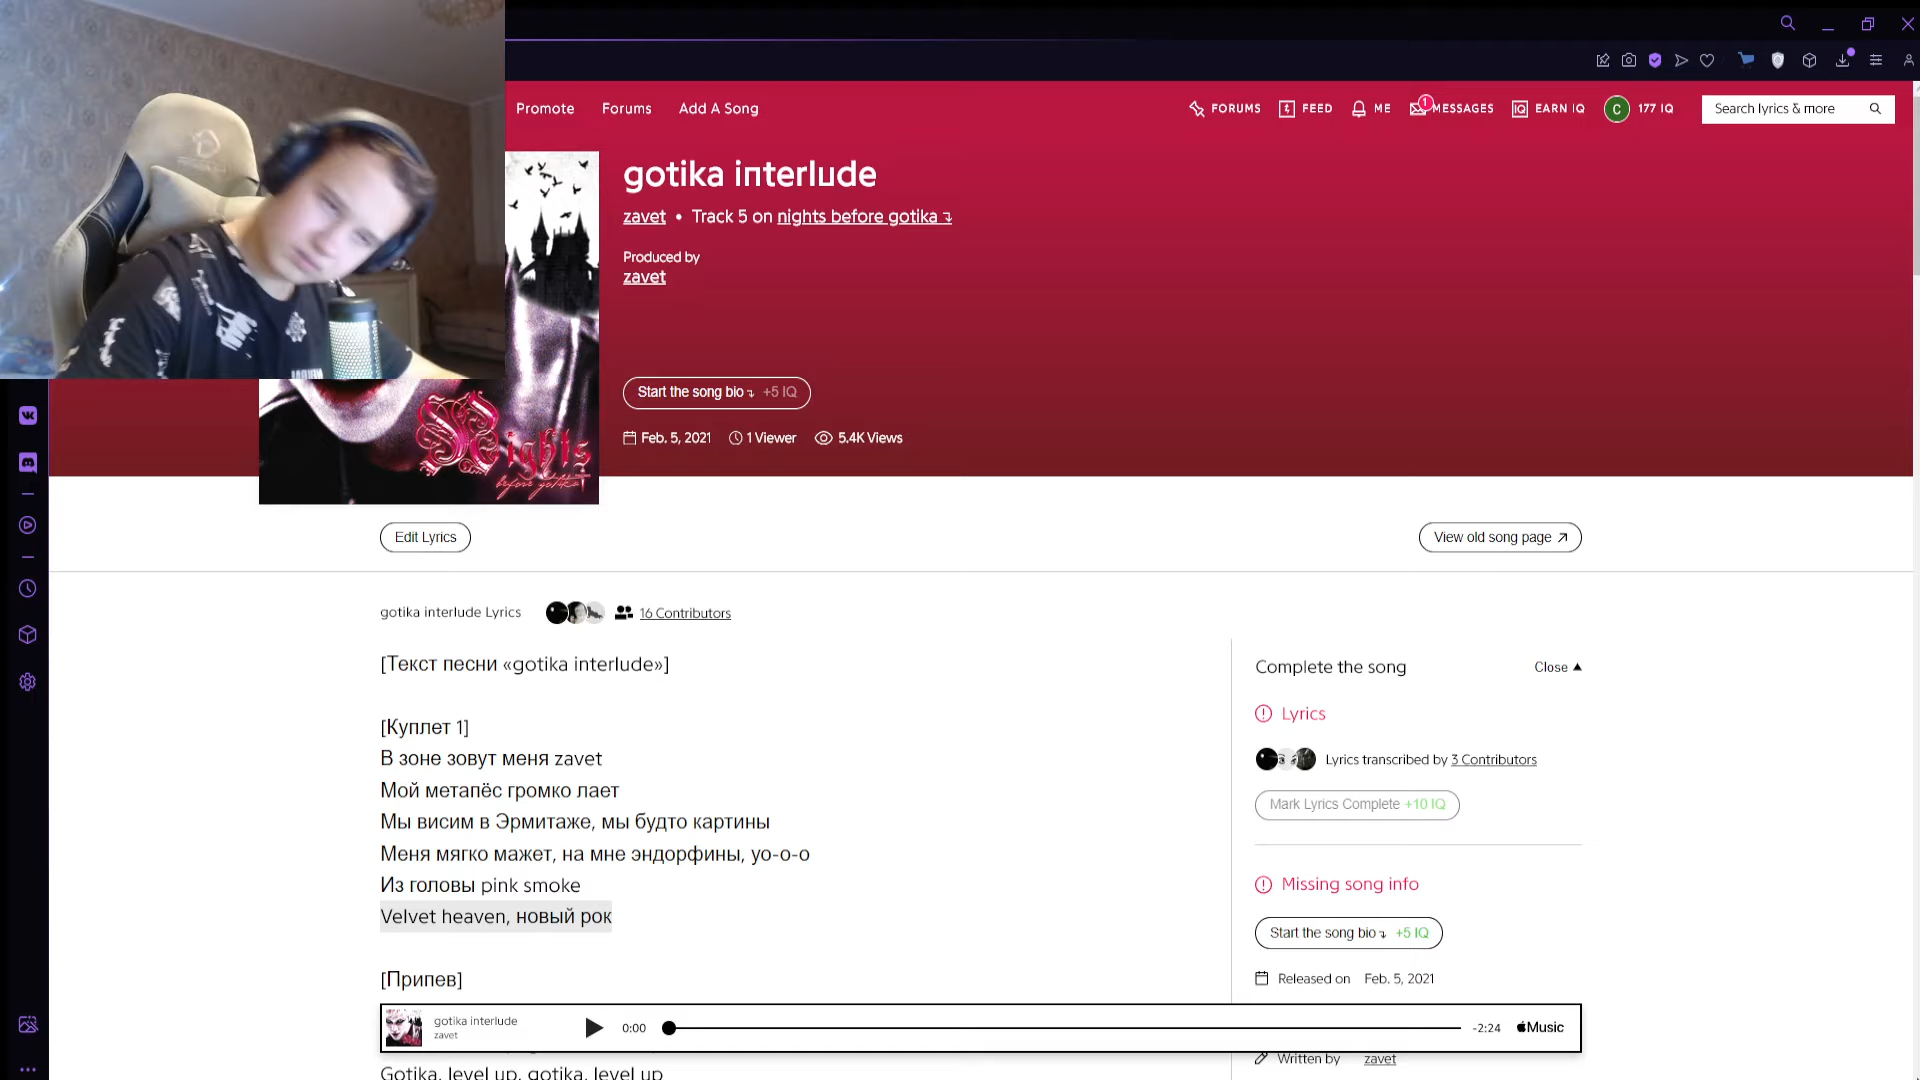 Promote
Forums
Add A Song
FORUMS
FEED
ME
1
MESSAGES
IQ
EARN IQ
C
177 IQ
Search lyrics & more
gotika interlude
zavet • Track 5 on nights before gotika
Produced by
zavet
Start the song bio +5 IQ
Feb. 5, 2021
1 Viewer
5.4K Views
Nights
before gotika
Edit Lyrics
View old song page
gotika interlude Lyrics
16 Contributors
[Текст песни «gotika interlude»]
[Куплет 1]
В зоне зовут меня zavet
Мой метапёс громко лает
Мы висим в Эрмитаже, мы будто картины
Меня мягко мажет, на мне эндорфины, уо-о-о
Из головы pink smoke
Velvet heaven, новый рок
[Припев]
Gotika, level up, gotika, level up
Complete the song
Close
Lyrics
Lyrics transcribed by 3 Contributors
Mark Lyrics Complete +10 IQ
Missing song info
Start the song bio +5 IQ
Released on Feb. 5, 2021
Written by zavet
gotika interlude
zavet
0:00
-2:24
Music